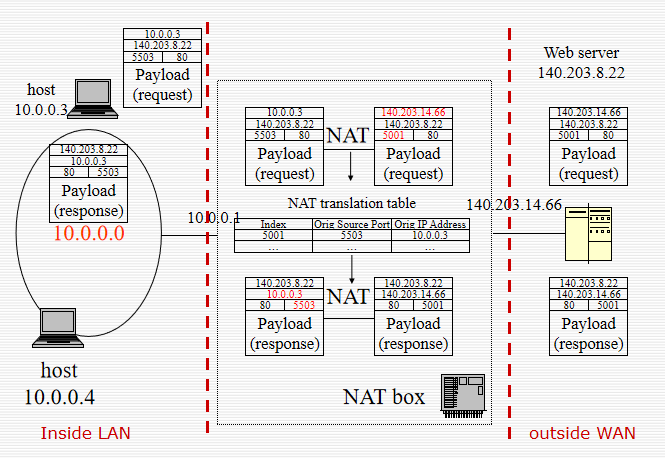 10.0.0.3
140.203.8.22
5503 80
Payload
(request)
host
10.0.0.3
140.203.8.22
10.0.0.3
80 5503
Payload
(response)
10.0.0.0
host
10.0.0.4
Inside LAN
10.0.0.3
140.203.8.22
5503 80
Payload
(request)
NAT
140.203.14.66
140.203.8.22
5001 80
Payload
(request)
NAT translation table
10.0.0.1
Index Orig Source Port Orig IP Address
5001 5503 10.0.0.3
... ... ...
140.203.14.66
140.203.8.22
10.0.0.3
80 5503
Payload
(response)
NAT
140.203.8.22
140.203.14.66
80 5001
Payload
(response)
NAT box
Web server
140.203.8.22
140.203.14.66
140.203.8.22
5001 80
Payload
(request)
140.203.8.22
140.203.14.66
80 5001
Payload
(response)
outside WAN